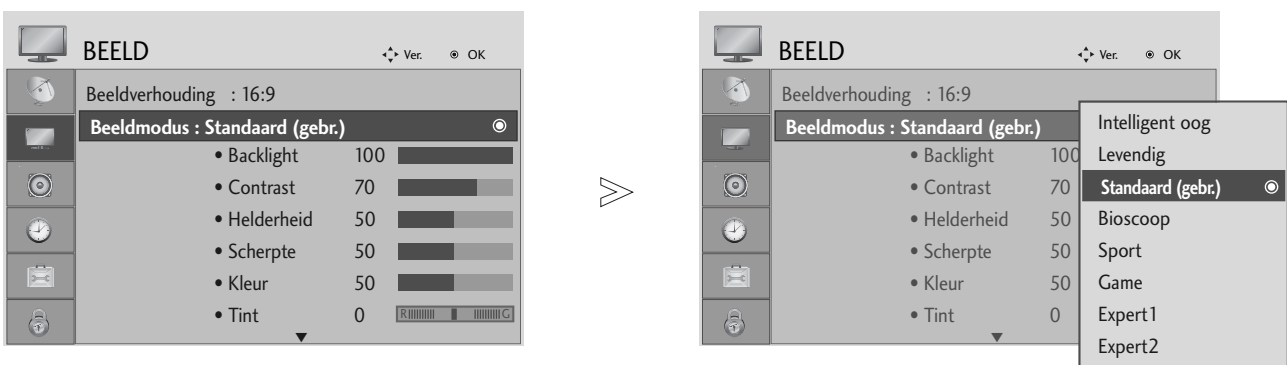 BEELD Ver. OK
Beeldverhouding : 16:9
Beeldmodus : Standaard (gebr.)
• Backlight 100
• Contrast 70
• Helderheid 50
• Scherpte 50
• Kleur 50
• Tint 0 R G
BEELD Ver. OK
Beeldverhouding : 16:9
Beeldmodus : Standaard (gebr.)
• Backlight 100
• Contrast 70
• Helderheid 50
• Scherpte 50
• Kleur 50
• Tint 0
Intelligent oog
Levendig
Standaard (gebr.)
Bioscoop
Sport
Game
Expert1
Expert2